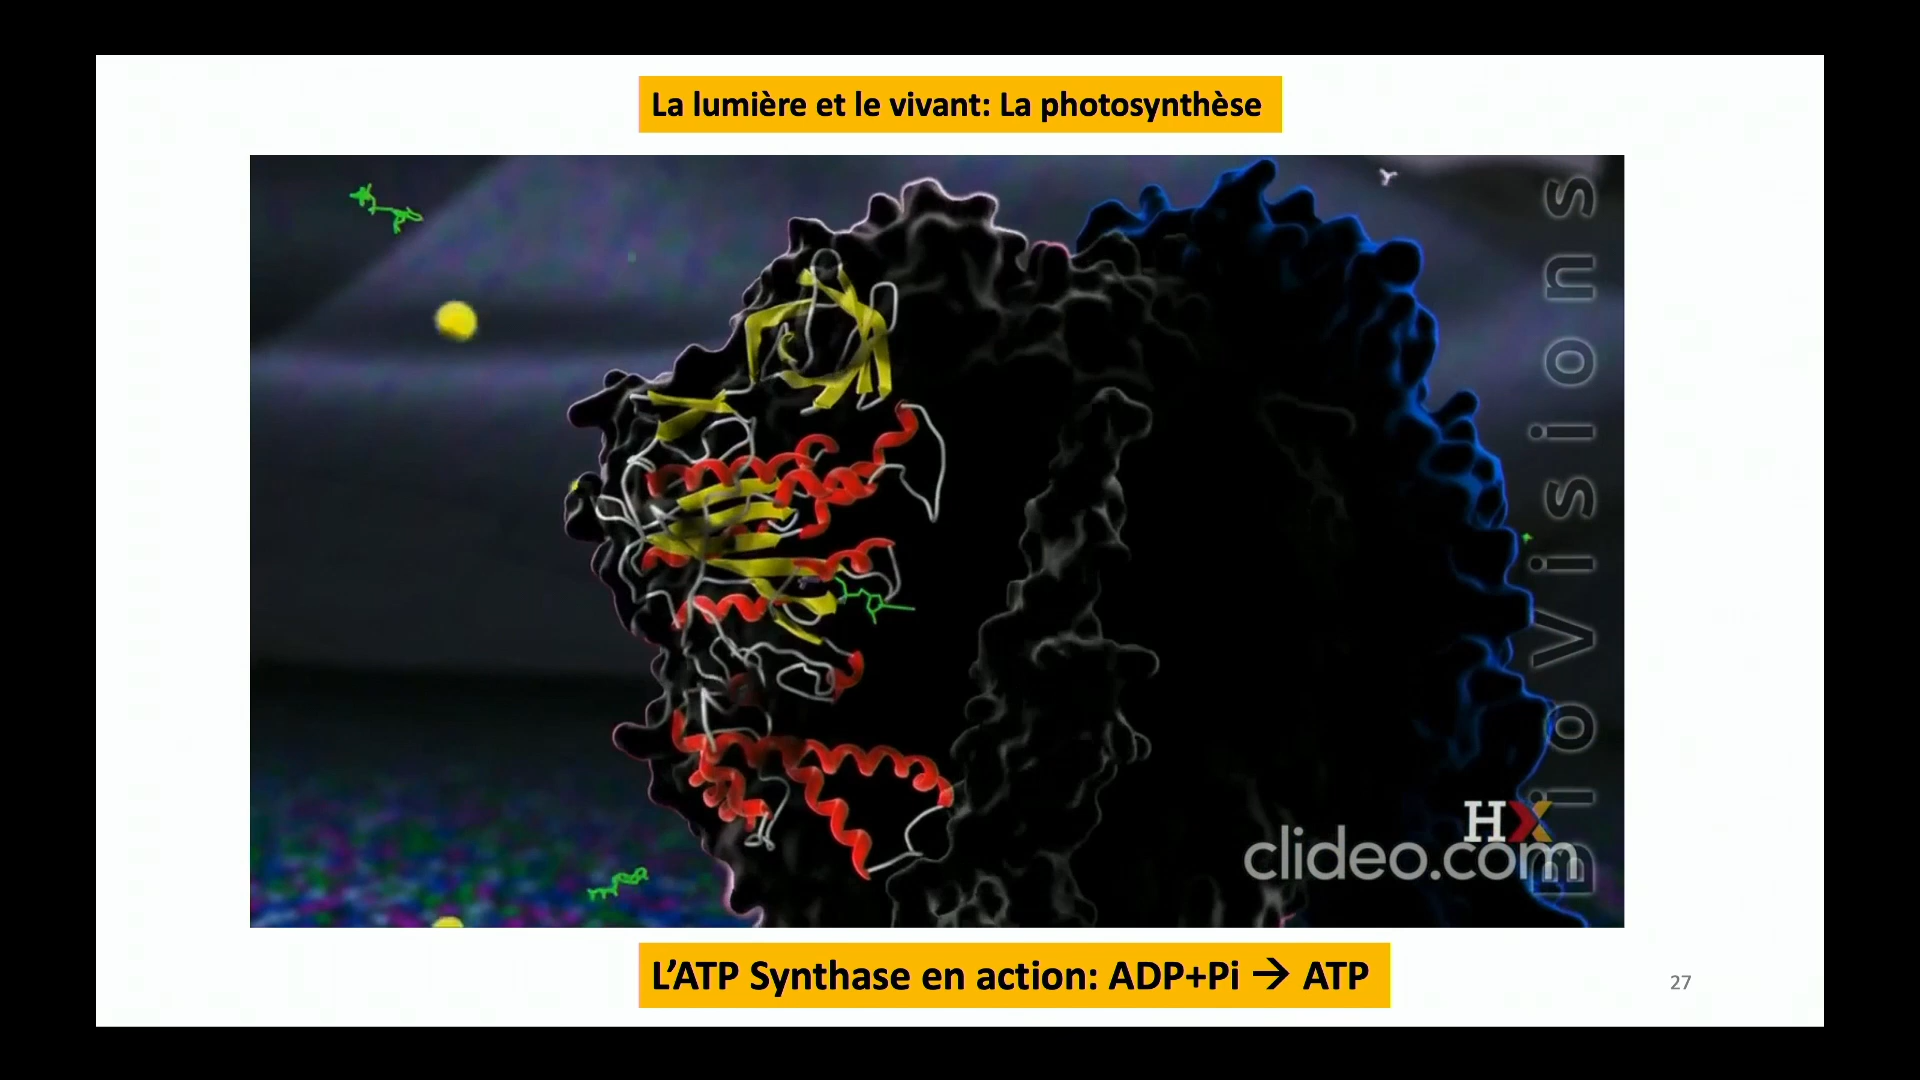 La lumière et le vivant: La photosynthèse
BioVisions
HX
clideo.com
L’ATP Synthase en action: ADP+Pi → ATP
27